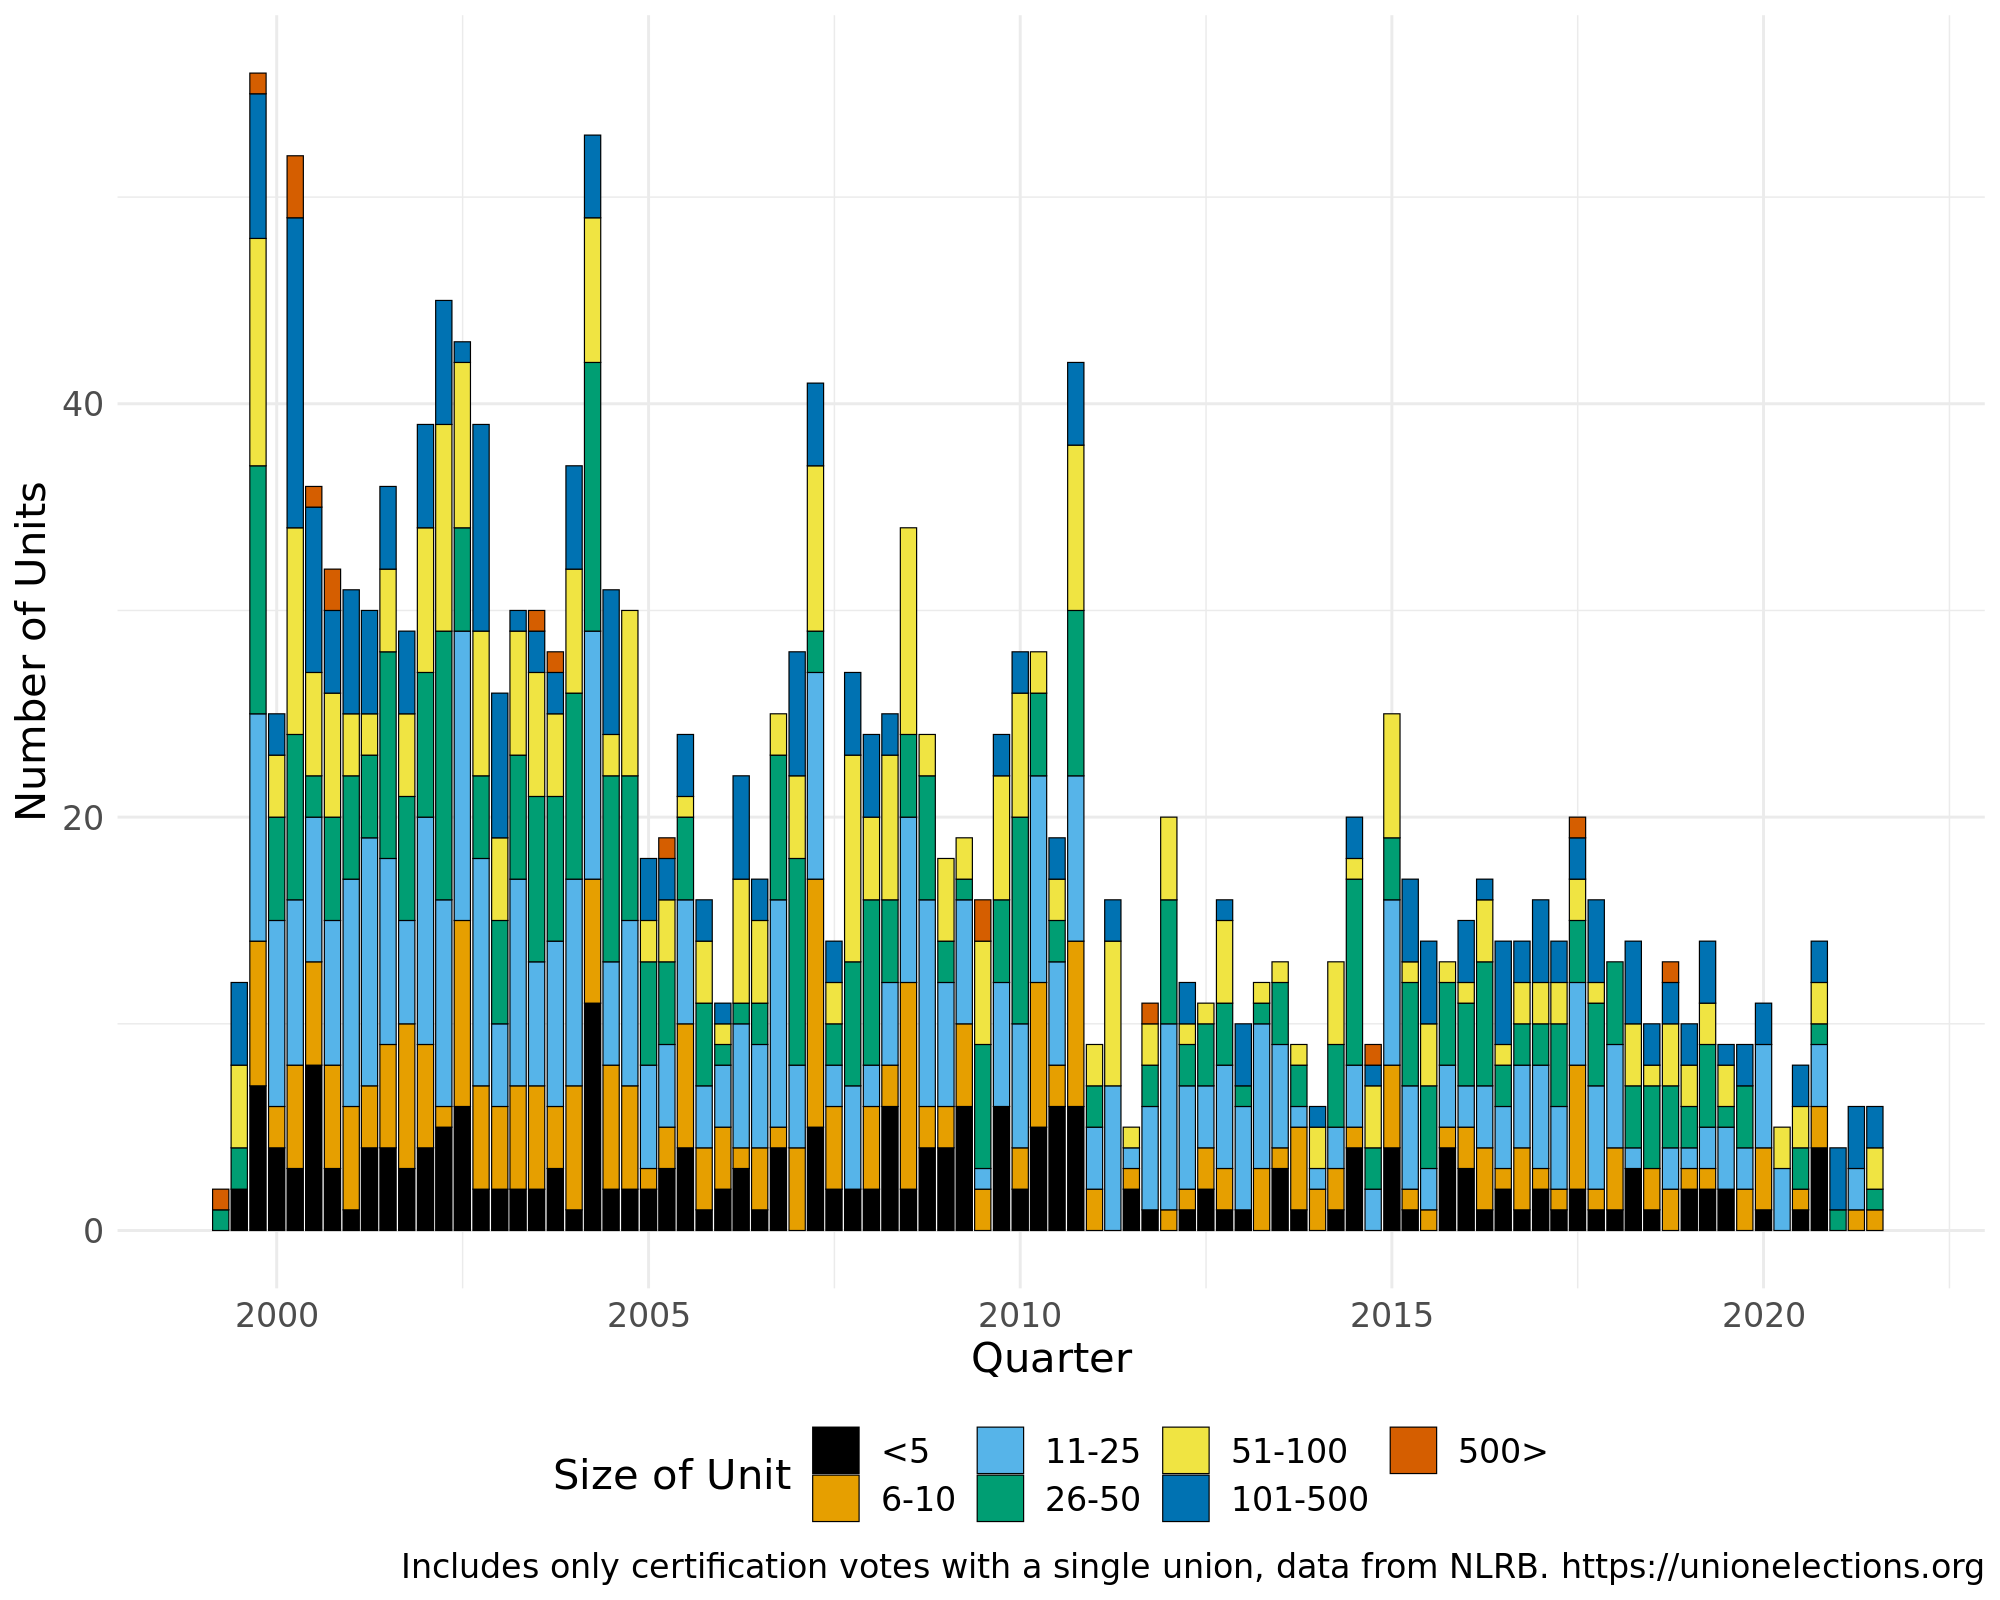 Number of Units
40
20
0
2000 2005 2010 2015 2020
Quarter
Size of Unit
<5 11-25 51-100 500>
6-10 26-50 101-500
Includes only certification votes with a single union, data from NLRB. https://unionelections.org